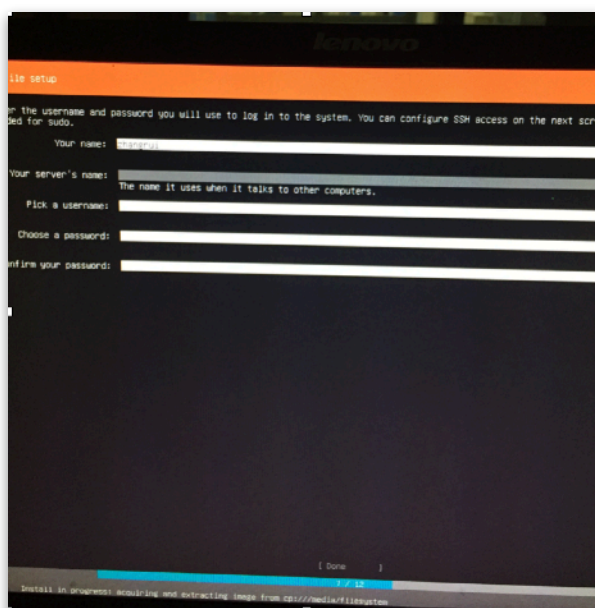 lenovo
ile setup
er the username and password you will use to log in to the system. You can configure SSH access on the next scr
ded for sudo.
Your name: zhangrui
Your server's name:
The name it uses when it talks to other computers.
Pick a username:
Choose a password:
onfirm your password:
[ Done ]
7 / 12
Install in progress: acquiring and extracting image from cp:///media/filesystem